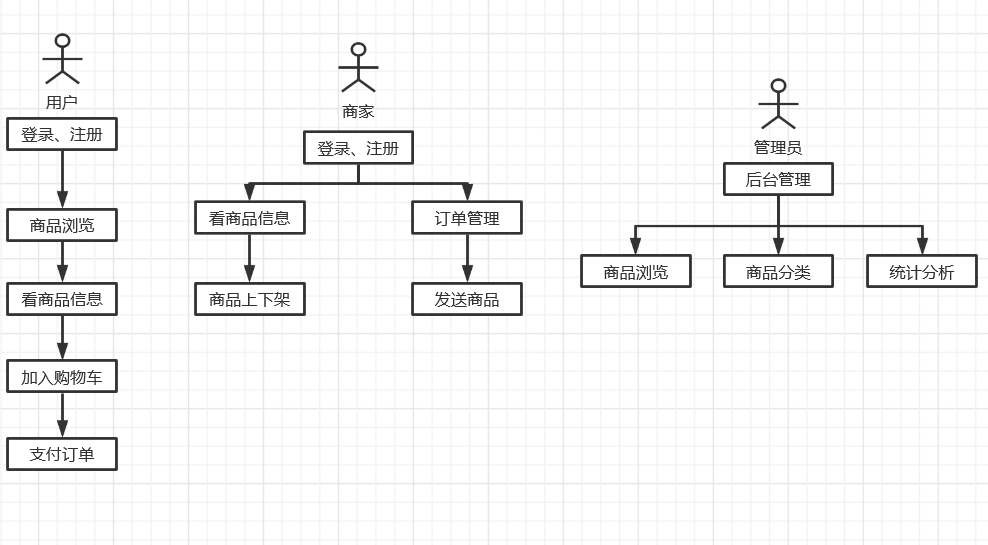 用户
登录、注册
商品浏览
看商品信息
加入购物车
支付订单
商家
登录、注册
看商品信息
订单管理
商品上下架
发送商品
管理员
后台管理
商品浏览
商品分类
统计分析